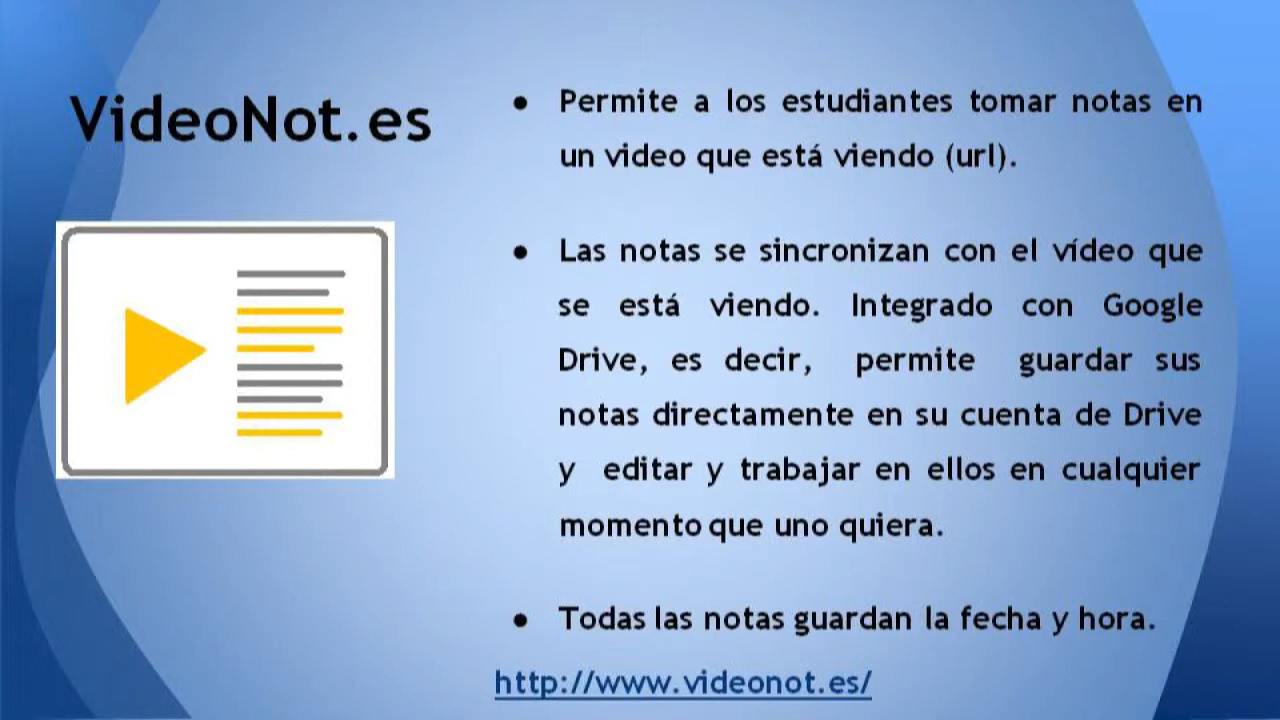 VideoNot.es
● Permite a los estudiantes tomar notas en
un video que está viendo (url).
● Las notas se sincronizan con el vídeo que
se está viendo. Integrado con Google
Drive, es decir, permite guardar sus
notas directamente en su cuenta de Drive
y editar y trabajar en ellos en cualquier
momento que uno quiera.
● Todas las notas guardan la fecha y hora.
http://www.videonot.es/